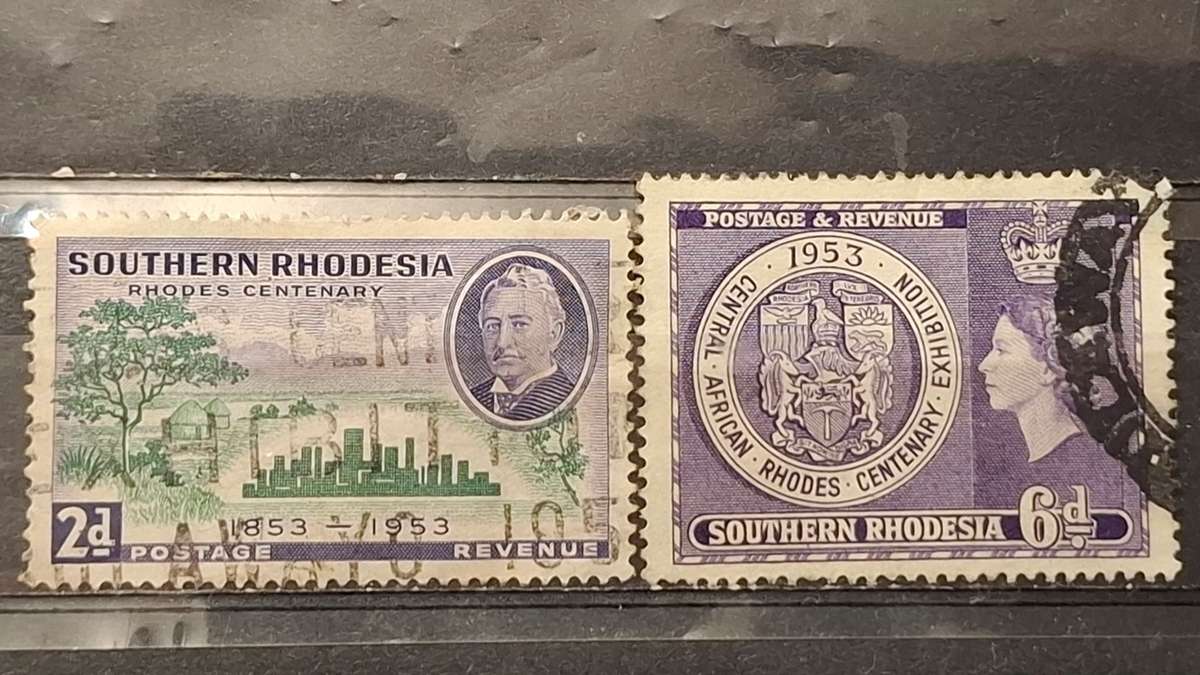 SOUTHERN RHODESIA
RHODES CENTENARY
1853 – 1953
2d
POSTAGE REVENUE
POSTAGE & REVENUE
· 1953 ·
CENTRAL · AFRICAN · RHODES · CENTENARY · EXHIBITION
SOUTHERN RHODESIA 6d